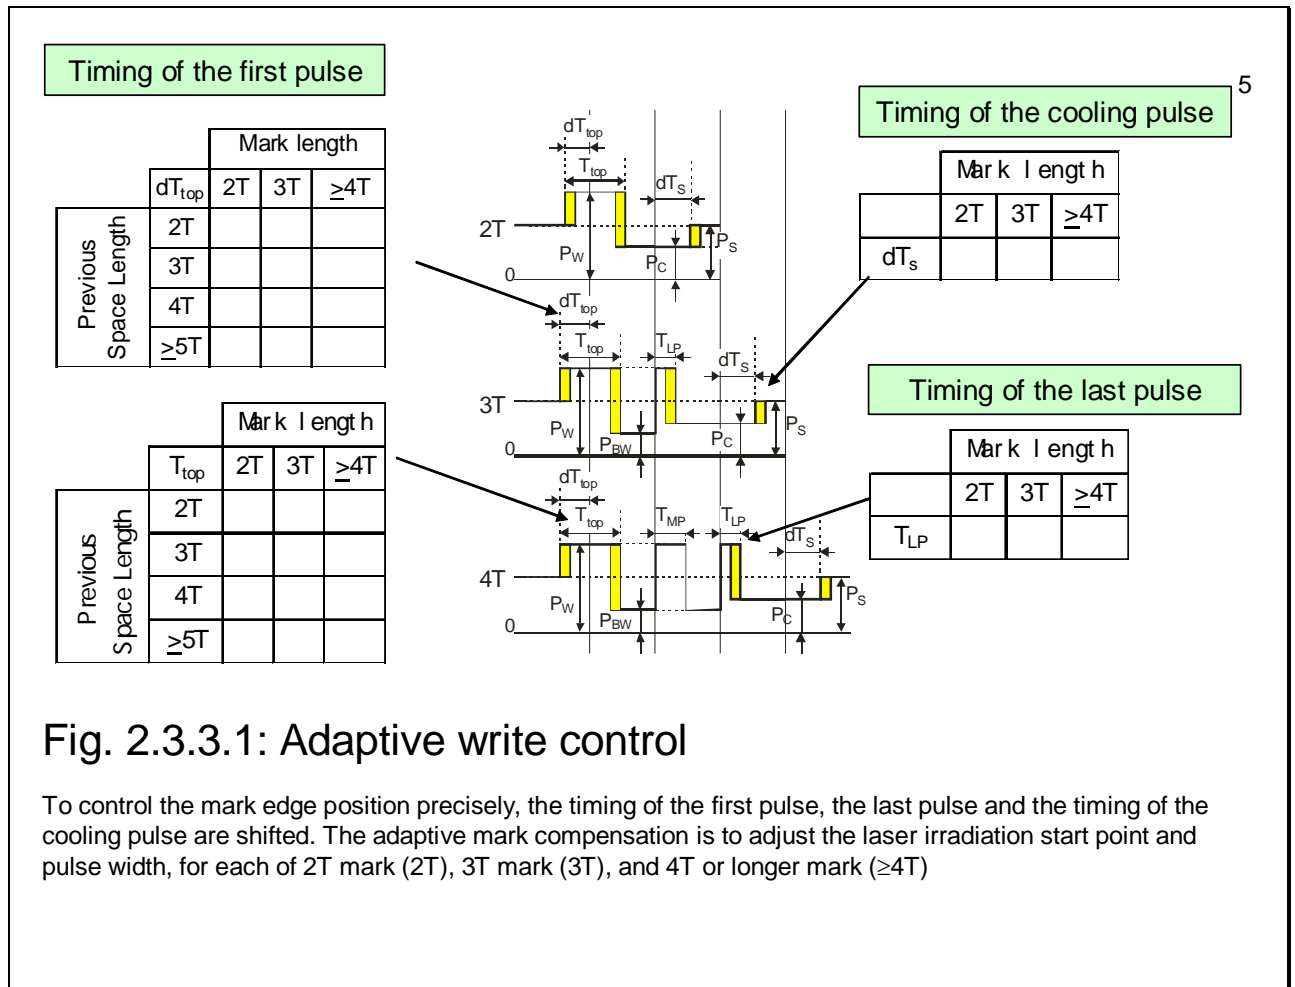 5
Timing of the first pulse
Mark length
dTtop 2T 3T ≥4T
Previous
Space Length
2T
3T
4T
≥5T
Mark length
Ttop 2T 3T ≥4T
Previous
Space Length
2T
3T
4T
≥5T
dTtop
Ttop
dTS
2T
PW
PC
PS
0
dTtop
Ttop TLP
dTS
3T
PW
PBW
PC
PS
0
dTtop
Ttop TMP TLP
dTS
4T
PW
PBW
PC
PS
0
Timing of the cooling pulse
Mark length
2T 3T ≥4T
dTs
Timing of the last pulse
Mark length
2T 3T ≥4T
TLP
Fig. 2.3.3.1: Adaptive write control
To control the mark edge position precisely, the timing of the first pulse, the last pulse and the timing of the
cooling pulse are shifted. The adaptive mark compensation is to adjust the laser irradiation start point and
pulse width, for each of 2T mark (2T), 3T mark (3T), and 4T or longer mark (≥4T)